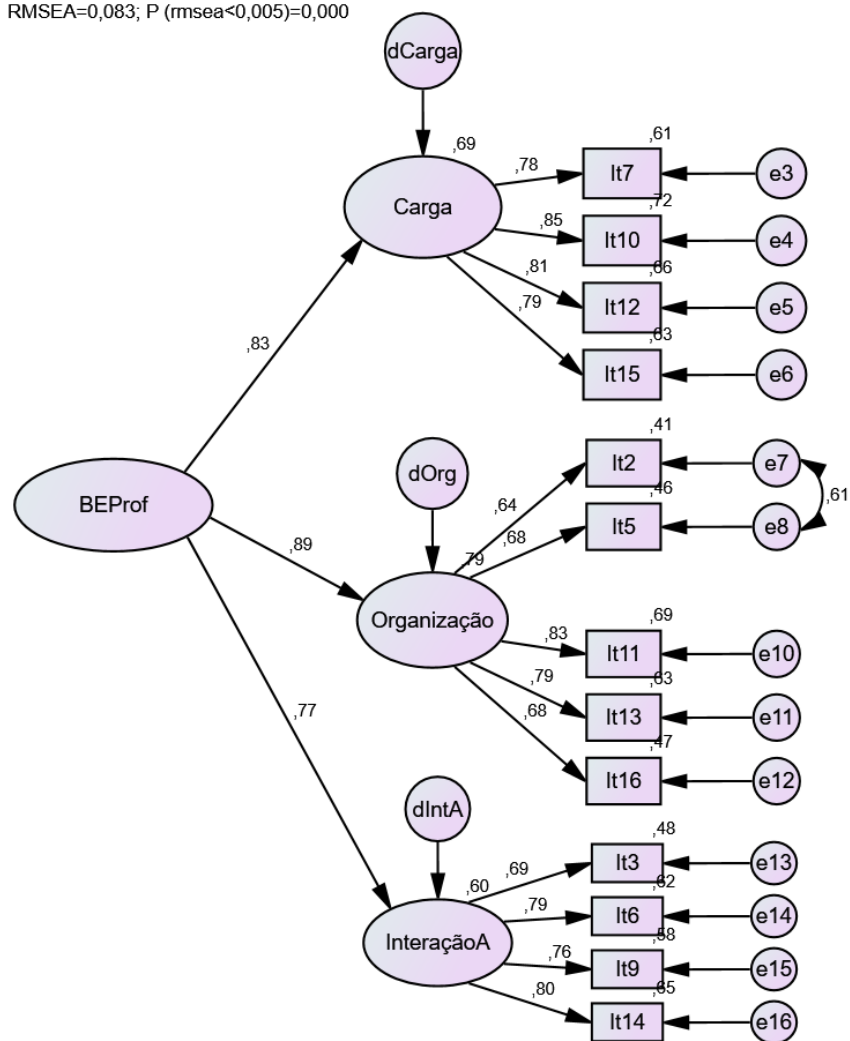 RMSEA=0,083; P (rmsea<0,005)=0,000
dCarga
,69
Carga
,78
,61
It7
e3
,85
,72
It10
e4
,81
,66
It12
e5
,79
,63
It15
e6
,83
BEProf
,89
,77
dOrg
,79
Organização
,64
,41
It2
e7
,68
,46
It5
e8
,61
,83
,69
It11
e10
,79
,63
It13
e11
,68
,47
It16
e12
dIntA
,60
InteraçãoA
,69
,48
It3
e13
,79
,62
It6
e14
,76
,58
It9
e15
,80
,65
It14
e16